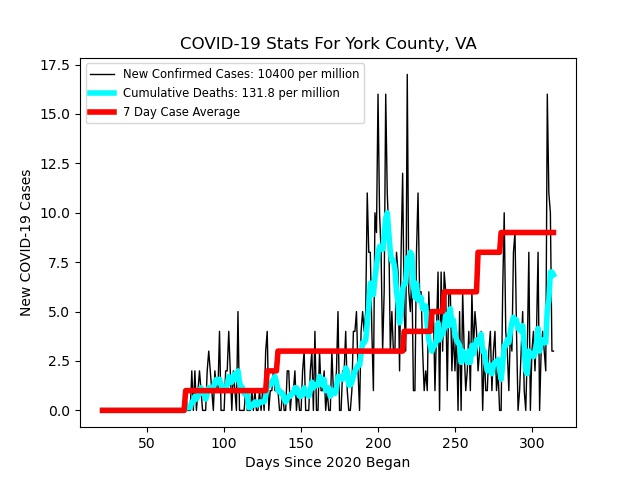 COVID-19 Stats For York County, VA
17.5
15.0
12.5
10.0
7.5
5.0
2.5
0.0
New COVID-19 Cases
New Confirmed Cases: 10400 per million
Cumulative Deaths: 131.8 per million
7 Day Case Average
50 100 150 200 250 300
Days Since 2020 Began